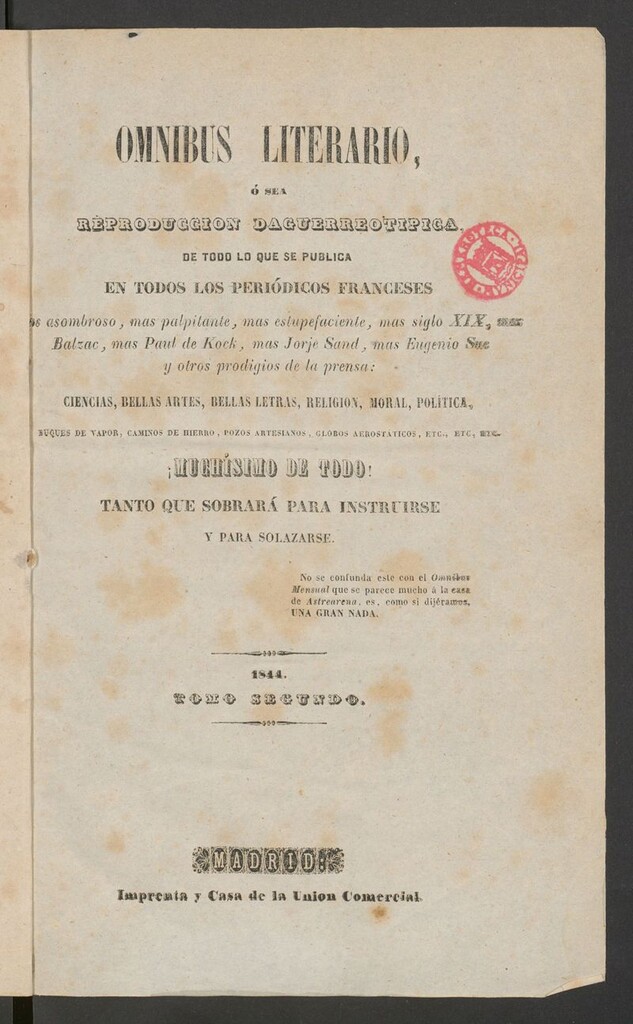 OMNIBUS LITERARIO,
Ó SEA
REPRODUCCION DAGUERREOTIPICA.
DE TODO LO QUE SE PUBLICA
EN TODOS LOS PERIÓDICOS FRANCESES
asombroso, mas palpitante, mas estupefaciente, mas siglo XIX, mas
Balzac, mas Paul de Kock, mas Jorje Sand, mas Eugenio Sue
y otros prodigios de la prensa:
CIENCIAS, BELLAS ARTES, BELLAS LETRAS, RELIGION, MORAL, POLÍTICA,
BUQUES DE VAPOR, CAMINOS DE HIERRO, POZOS ARTESIANOS, GLOBOS AEROSTATICOS, ETC., ETC, ETC.
¡MUCHÍSIMO DE TODO!
TANTO QUE SOBRARÁ PARA INSTRUIRSE
Y PARA SOLAZARSE.
No se confunda este con el Omnibus
Mensual que se parece mucho á la casa
de Astrearena, es, como si dijéramos,
UNA GRAN NADA.
1844.
TOMO SEGUNDO.
MADRID:
Imprenta y Casa de la Union Comercial.